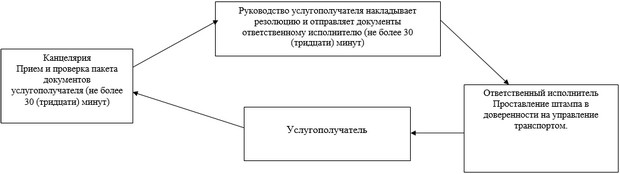 Руководство услугополучателя накладывает
резолюцию и отправляет документы
ответственному исполнителю (не более 30
(тридцати) минут)
Канцелярия
Прием и проверка пакета
документов
услугополучателя (не более
30 (тридцати) минут)
Ответственный исполнитель
Проставление штампа в
доверенности на управление
транспортом.
Услугополучатель